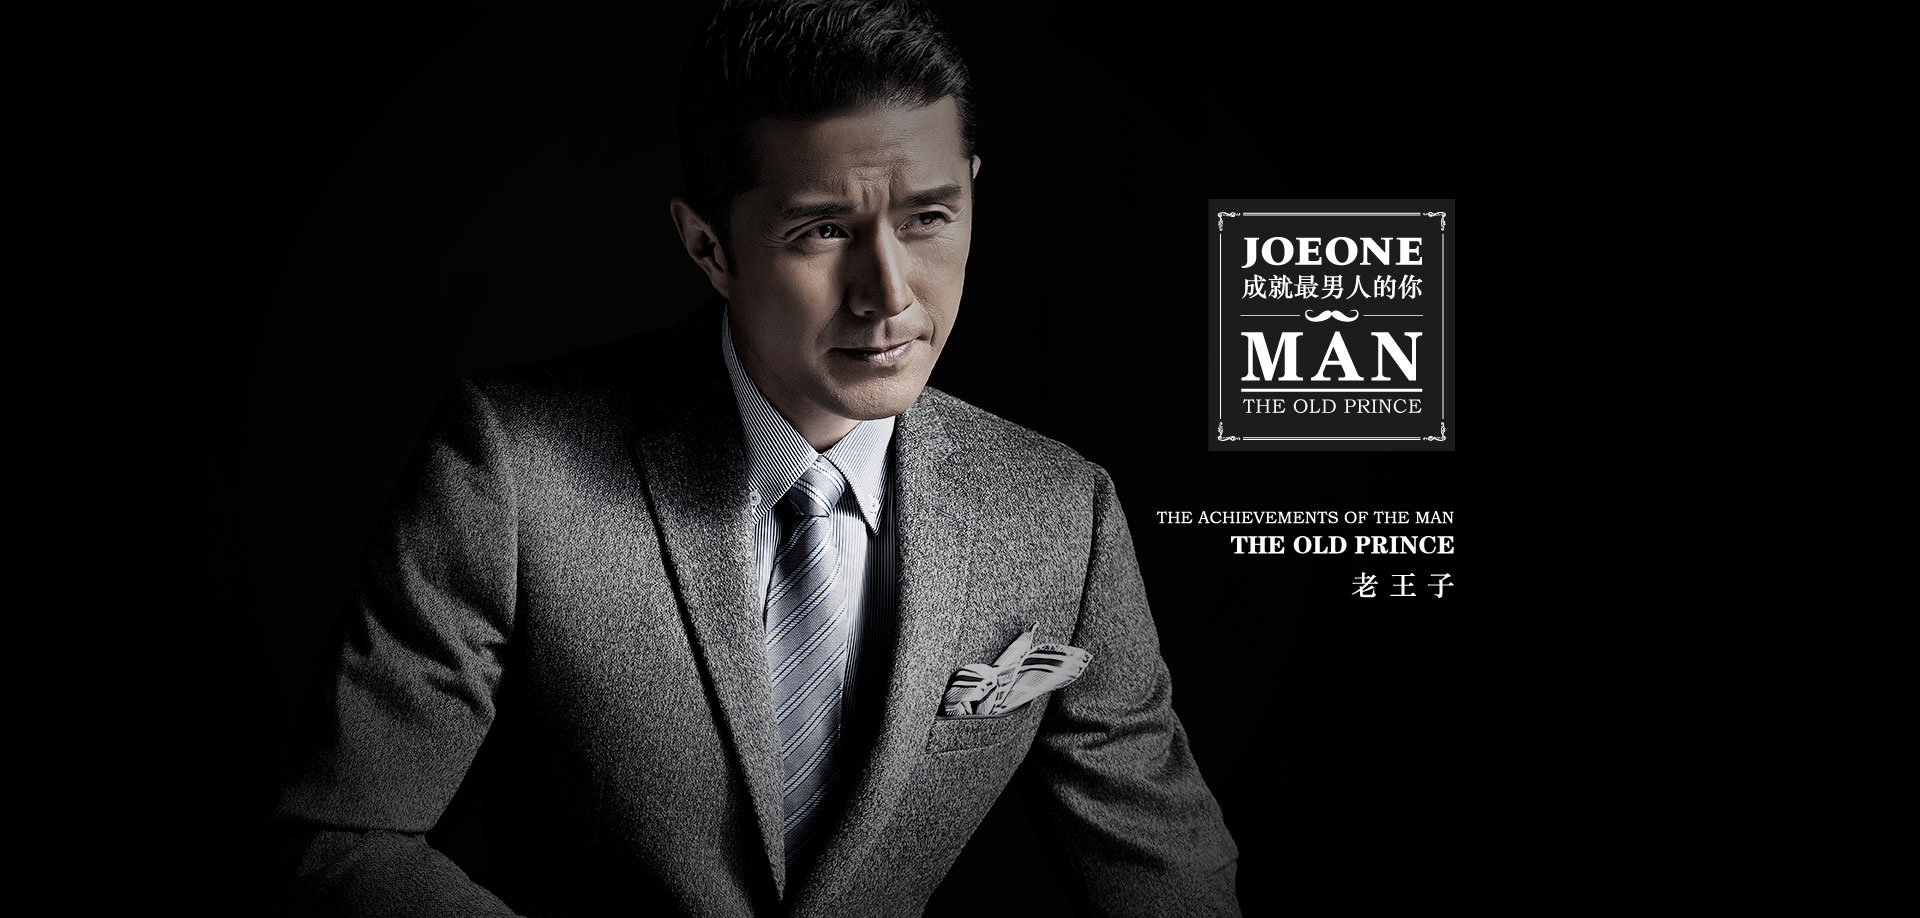 JOEONE
成就最男人的你
MAN
THE OLD PRINCE
THE ACHIEVEMENTS OF THE MAN
THE OLD PRINCE
老王子